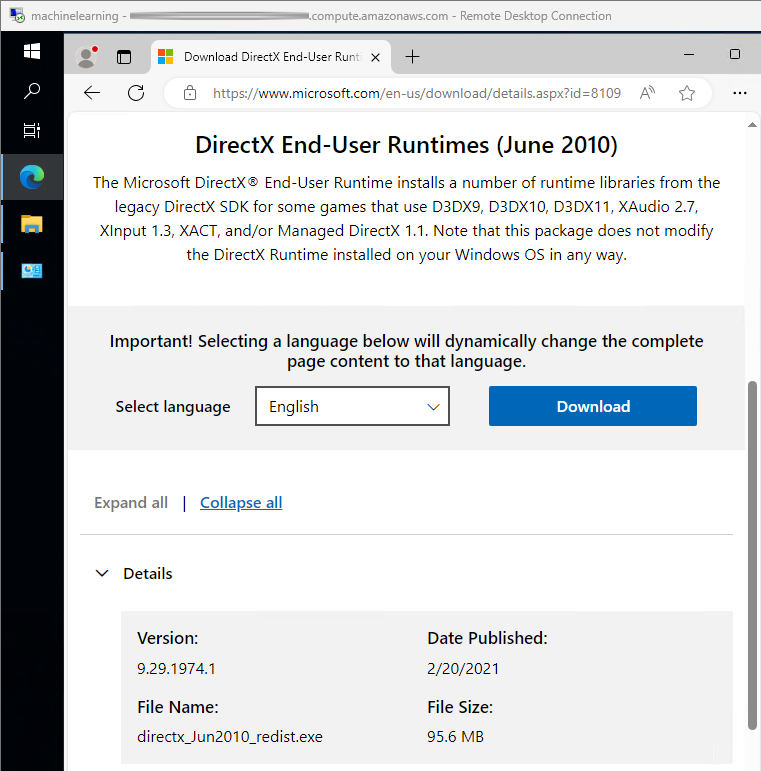 machinelearning - .compute.amazonaws.com - Remote Desktop Connection
Download DirectX End-User Runti
https://www.microsoft.com/en-us/download/details.aspx?id=8109
DirectX End-User Runtimes (June 2010)
The Microsoft DirectX® End-User Runtime installs a number of runtime libraries from the
legacy DirectX SDK for some games that use D3DX9, D3DX10, D3DX11, XAudio 2.7,
XInput 1.3, XACT, and/or Managed DirectX 1.1. Note that this package does not modify
the DirectX Runtime installed on your Windows OS in any way.
Important! Selecting a language below will dynamically change the complete
page content to that language.
Select language English Download
Expand all | Collapse all
Details
Version: Date Published:
9.29.1974.1 2/20/2021
File Name: File Size:
directx_Jun2010_redist.exe 95.6 MB